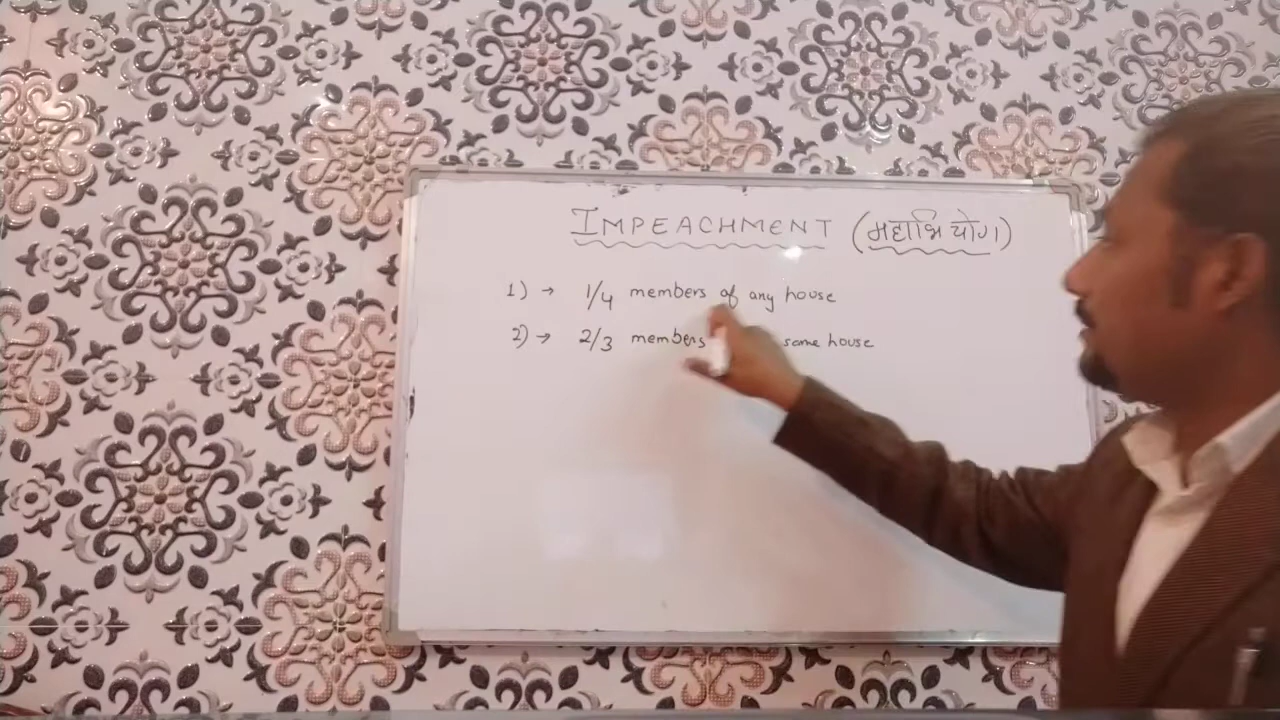 IMPEACHMENT (महाभियोग)
1) → 1/4 members of any house
2) → 2/3 members same house